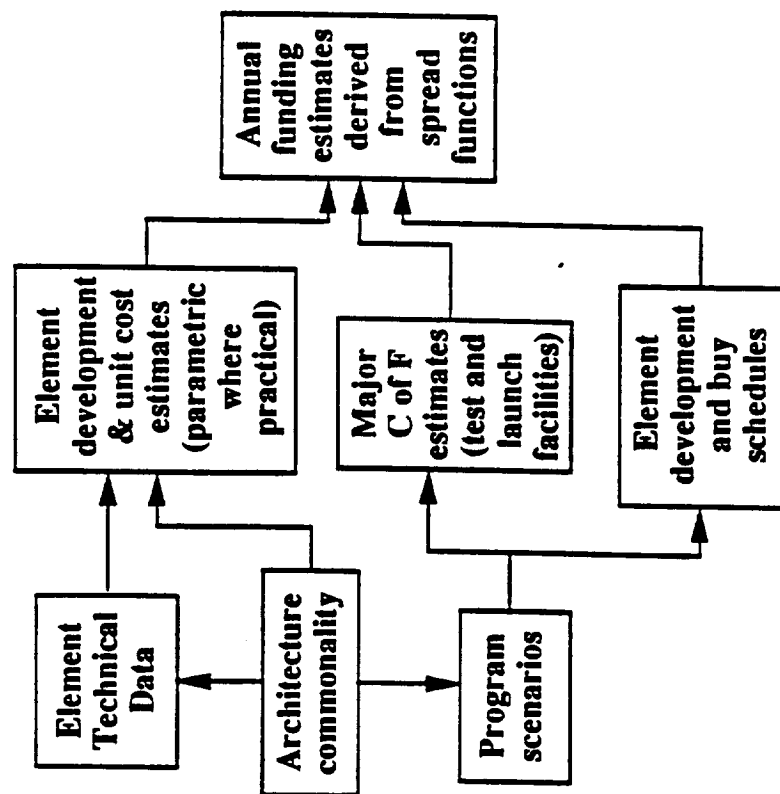 Element
Technical
Data
Architecture
commonality
Program
scenarios
Element
development
& unit cost
estimates
(parametric
where
practical)
Major
C of F
estimates
(test and
launch
facilities)
Element
development
and buy
schedules
Annual
funding
estimates
derived
from
spread
functions